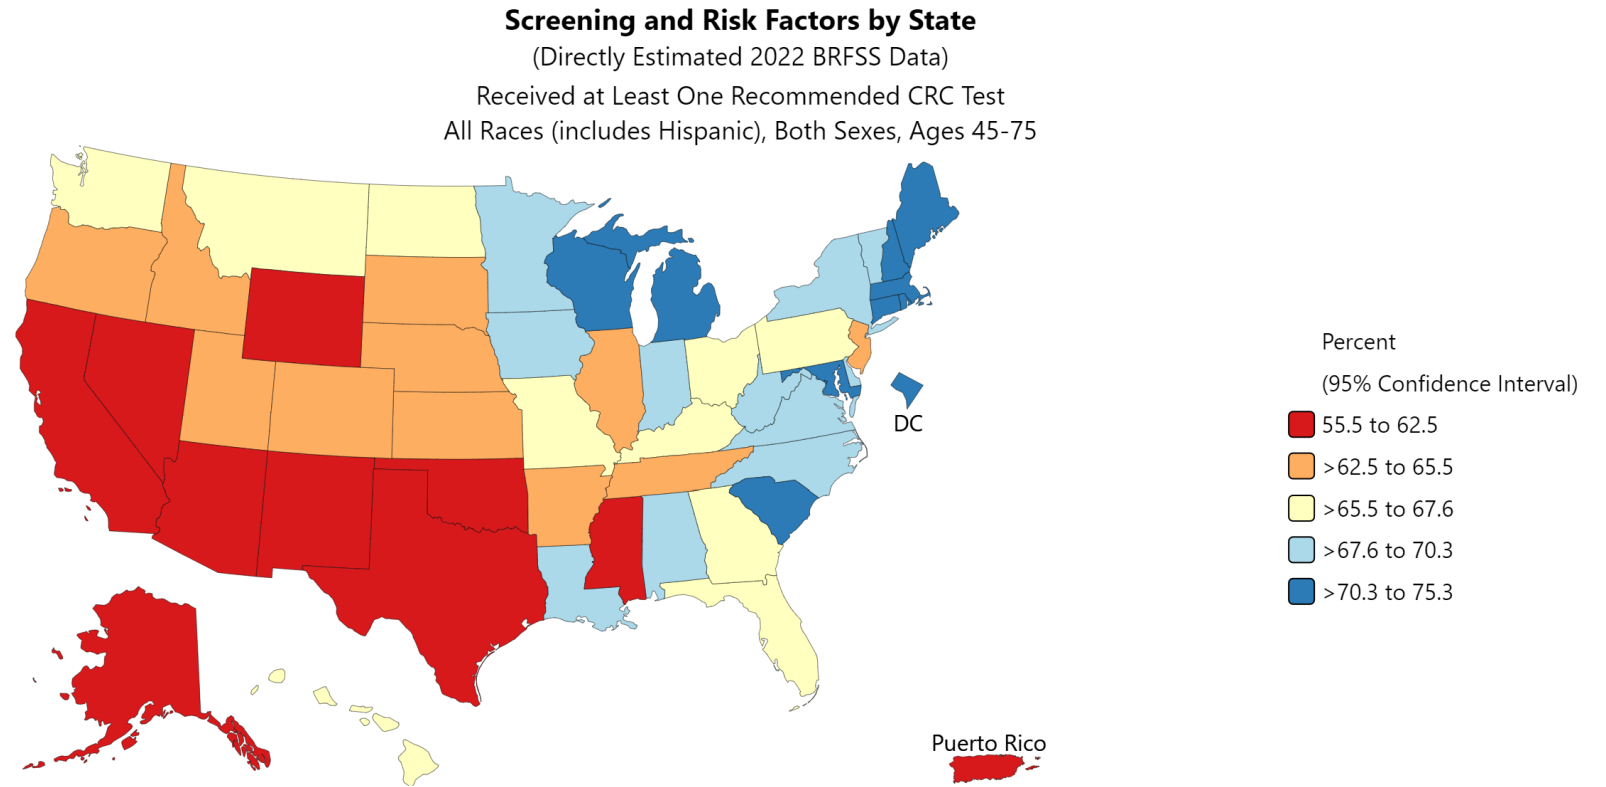 Screening and Risk Factors by State
(Directly Estimated 2022 BRFSS Data)
Received at Least One Recommended CRC Test
All Races (includes Hispanic), Both Sexes, Ages 45-75
Percent
(95% Confidence Interval)
55.5 to 62.5
>62.5 to 65.5
>65.5 to 67.6
>67.6 to 70.3
>70.3 to 75.3
DC
Puerto Rico